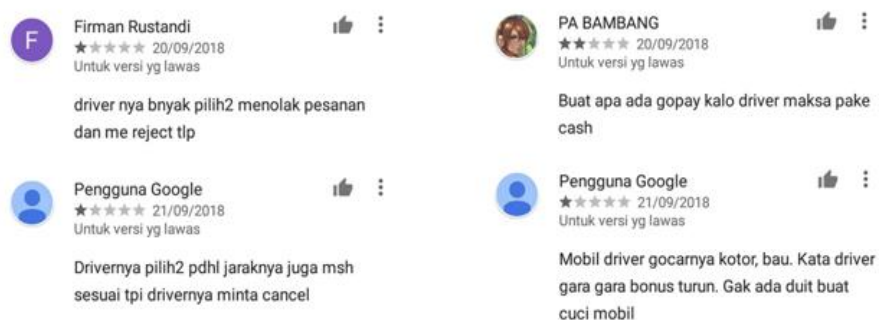 F
Firman Rustandi
★★★★★ 20/09/2018
Untuk versi yg lawas
driver nya bnyak pilih2 menolak pesanan
dan me reject tlp
Pengguna Google
★★★★★ 21/09/2018
Untuk versi yg lawas
Drivernya pilih2 pdhl jaraknya juga msh
sesuai tpi drivernya minta cancel
PA BAMBANG
★★★★★ 20/09/2018
Untuk versi yg lawas
Buat apa ada gopay kalo driver maksa pake
cash
Pengguna Google
★★★★★ 21/09/2018
Untuk versi yg lawas
Mobil driver gocarnya kotor, bau. Kata driver
gara gara bonus turun. Gak ada duit buat
cuci mobil